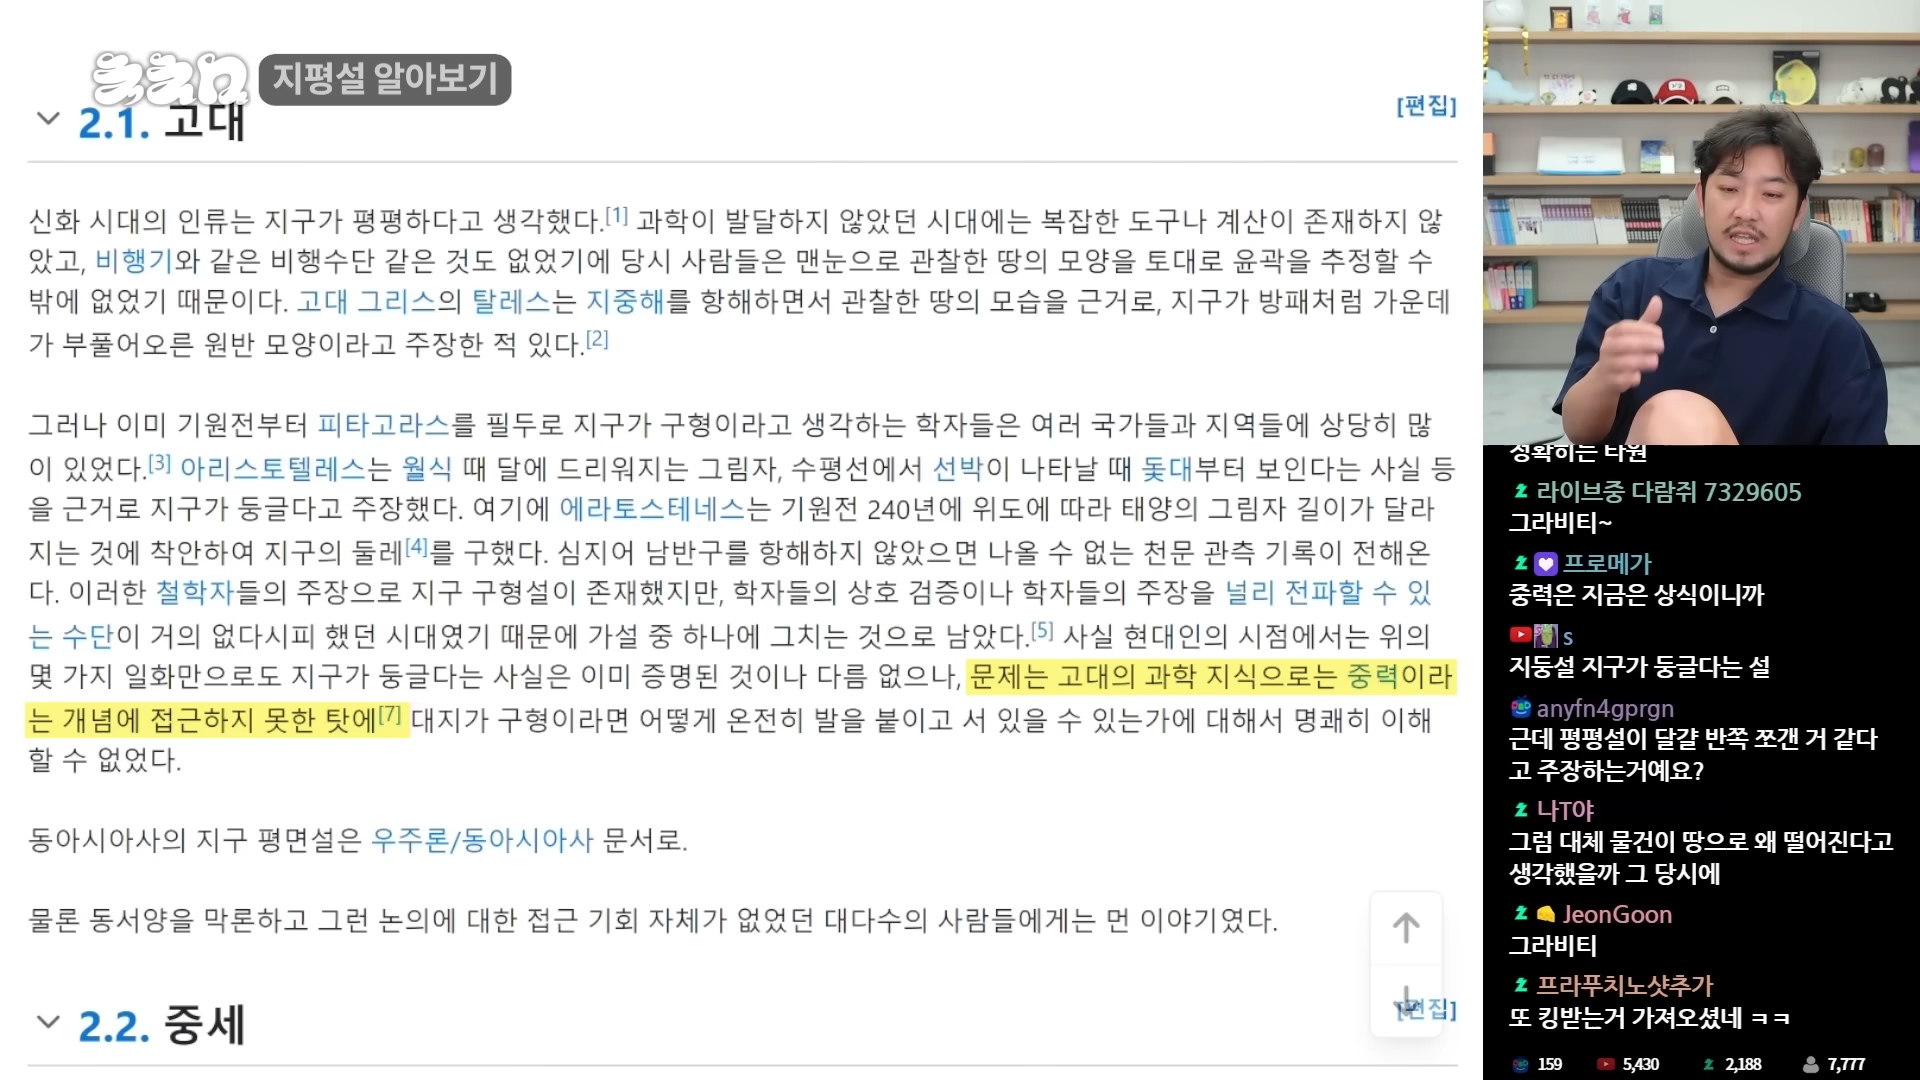 지평설 알아보기
2.1. 고대
[편집]
신화 시대의 인류는 지구가 평평하다고 생각했다.[1] 과학이 발달하지 않았던 시대에는 복잡한 도구나 계산이 존재하지 않
았고, 비행기와 같은 비행수단 같은 것도 없었기에 당시 사람들은 맨눈으로 관찰한 땅의 모양을 토대로 윤곽을 추정할 수
밖에 없었기 때문이다. 고대 그리스의 탈레스는 지중해를 항해하면서 관찰한 땅의 모습을 근거로, 지구가 방패처럼 가운데
가 부풀어오른 원반 모양이라고 주장한 적 있다.[2]
그러나 이미 기원전부터 피타고라스를 필두로 지구가 구형이라고 생각하는 학자들은 여러 국가들과 지역들에 상당히 많
이 있었다.[3] 아리스토텔레스는 월식 때 달에 드리워지는 그림자, 수평선에서 선박이 나타날 때 돛대부터 보인다는 사실 등
을 근거로 지구가 둥글다고 주장했다. 여기에 에라토스테네스는 기원전 240년에 위도에 따라 태양의 그림자 길이가 달라
지는 것에 착안하여 지구의 둘레[4]를 구했다. 심지어 남반구를 항해하지 않았으면 나올 수 없는 천문 관측 기록이 전해온
다. 이러한 철학자들의 주장으로 지구 구형설이 존재했지만, 학자들의 상호 검증이나 학자들의 주장을 널리 전파할 수 있
는 수단이 거의 없다시피 했던 시대였기 때문에 가설 중 하나에 그치는 것으로 남았다.[5] 사실 현대인의 시점에서는 위의
몇 가지 일화만으로도 지구가 둥글다는 사실은 이미 증명된 것이나 다름 없으나, 문제는 고대의 과학 지식으로는 중력이라
는 개념에 접근하지 못한 탓에[7] 대지가 구형이라면 어떻게 온전히 발을 붙이고 서 있을 수 있는가에 대해서 명쾌히 이해
할 수 없었다.
동아시아사의 지구 평면설은 우주론/동아시아사 문서로.
물론 동서양을 막론하고 그런 논의에 대한 접근 기회 자체가 없었던 대다수의 사람들에게는 먼 이야기였다.
2.2. 중세
[편집]
정확히는 타원
라이브중 다람쥐 7329605
그라비티~
프로메가
중력은 지금은 상식이니까
s
지둥설 지구가 둥글다는 설
anyfn4gprgn
근데 평평설이 달걀 반쪽 쪼갠 거 같다
고 주장하는거예요?
나T야
그럼 대체 물건이 땅으로 왜 떨어진다고
생각했을까 그 당시에
JeonGoon
그라비티
프라푸치노샷추가
또 킹받는거 가져오셨네 ㅋㅋ
159 5,430 2,188 7,777